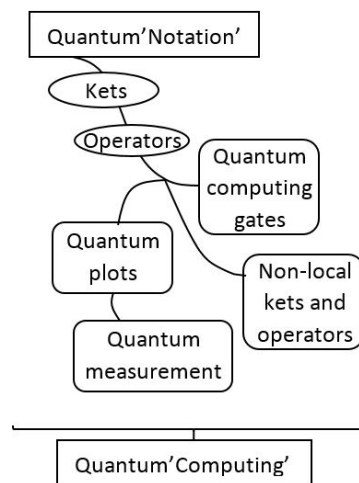 Quantum'Notation'
Kets
Operators
Quantum
computing
gates
Quantum
plots
Non-local
kets and
operators
Quantum
measurement
Quantum'Computing'